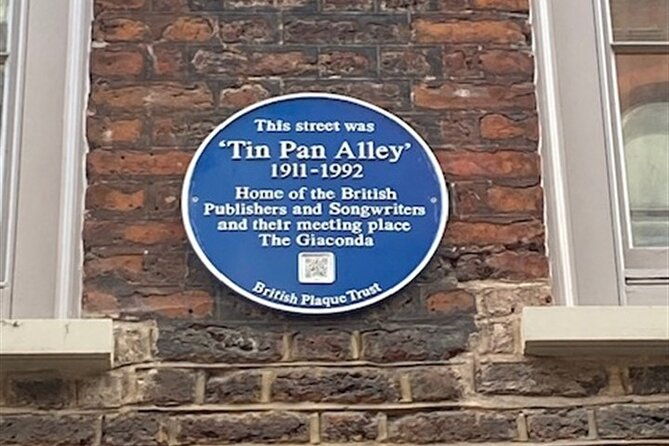 This street was
'Tin Pan Alley'
1911-1992
Home of the British
Publishers and Songwriters
and their meeting place
The Giaconda
British Plaque Trust